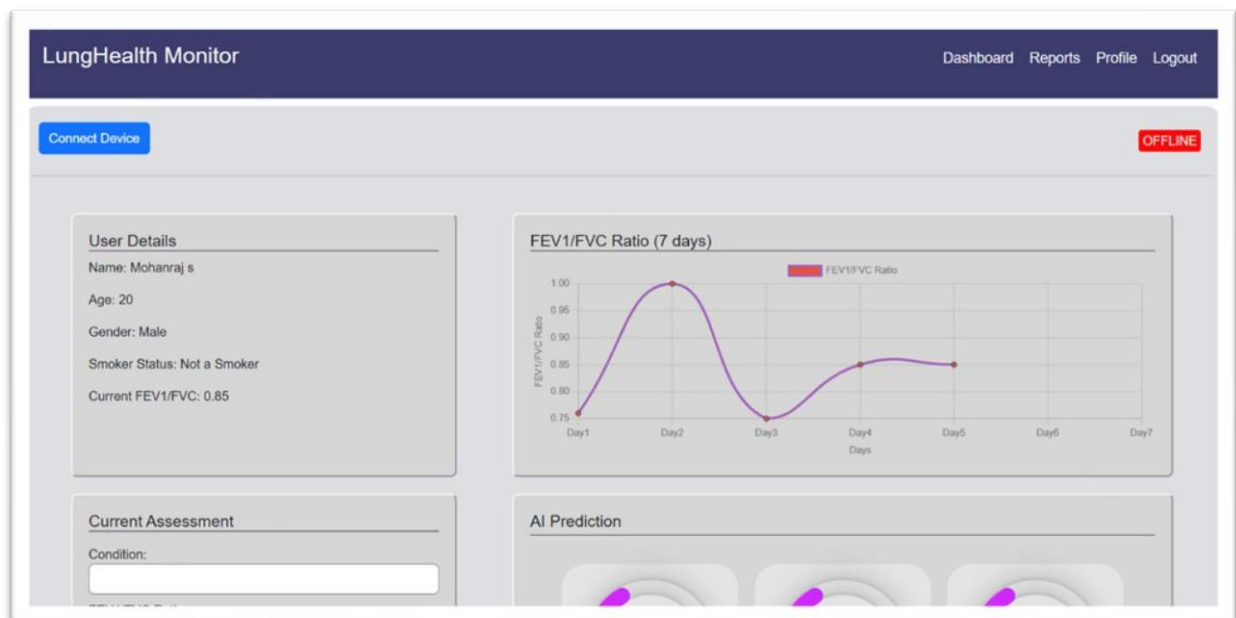 LungHealth Monitor
Dashboard Reports Profile Logout
Connect Device
OFFLINE
User Details
Name: Mohanraj s
Age: 20
Gender: Male
Smoker Status: Not a Smoker
Current FEV1/FVC: 0.85
FEV1/FVC Ratio (7 days)
FEV1/FVC Ratio
FEV1/FVC Ratio
1.00
0.95
0.90
0.85
0.80
0.75
Day1 Day2 Day3 Day4 Day5 Day6 Day7
Days
Current Assessment
Condition:
AI Prediction